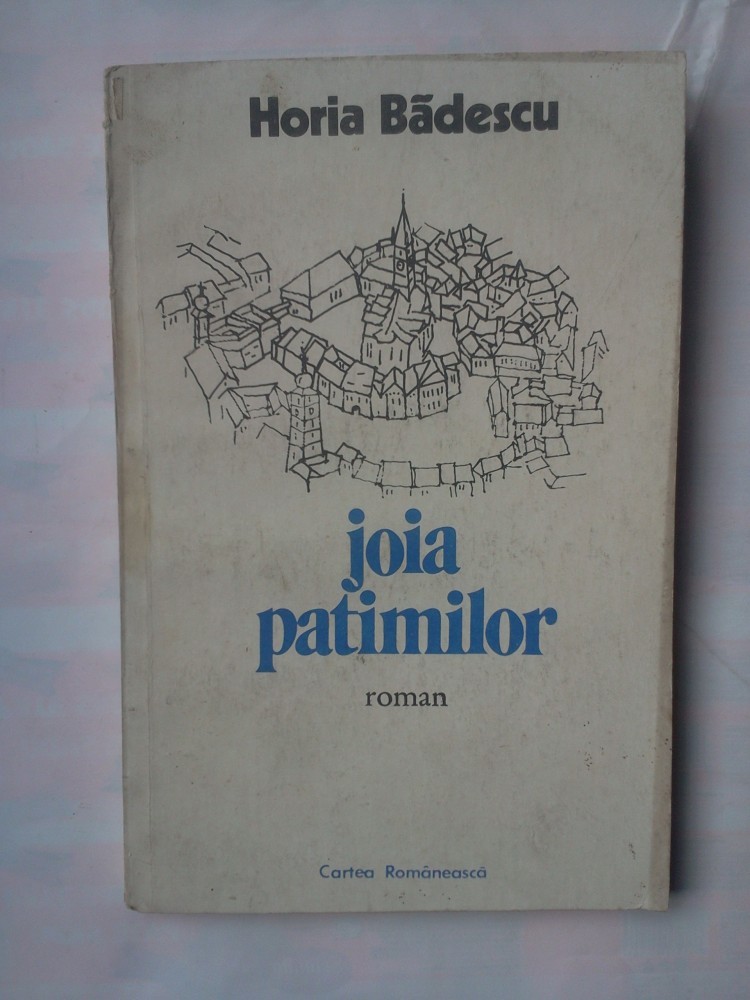 Horia Bădescu
joia
patimilor
roman
Cartea Românească